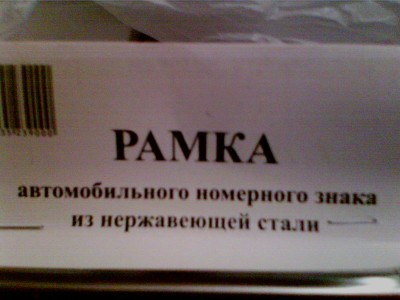 РАМКА
автомобильного номерного знака
из нержавеющей стали